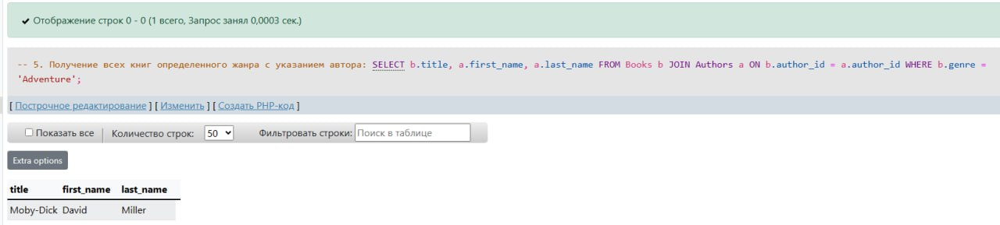 Отображение строк 0 - 0 (1 всего, Запрос занял 0,0003 сек.)
-- 5. Получение всех книг определенного жанра с указанием автора: SELECT b.title, a.first_name, a.last_name FROM Books b JOIN Authors a ON b.author_id = a.author_id WHERE b.genre =
'Adventure';
[ Построчное редактирование ] [ Изменить ] [ Создать PHP-код ]
Показать все Количество строк: 50 Фильтровать строки: Поиск в таблице
Extra options
title first_name last_name
Moby-Dick David Miller